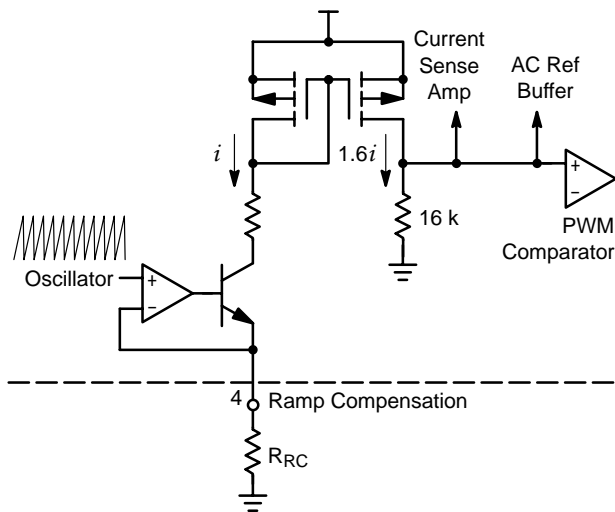 Current
Sense
Amp
AC Ref
Buffer
i
1.6i
+
−
16 k
PWM
Comparator
Oscillator
+
−
4
Ramp Compensation
RRC